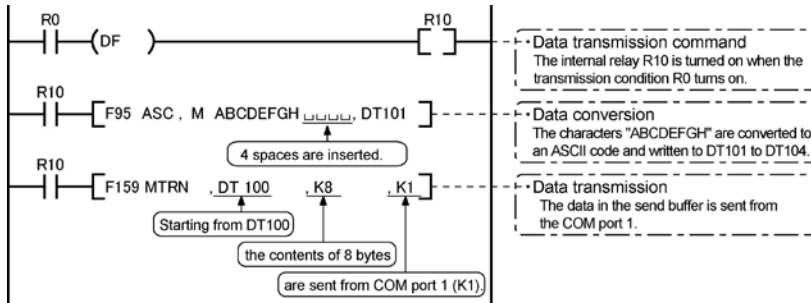 R0
R10
DF
Data transmission command
The internal relay R10 is turned on when the
transmission condition R0 turns on.
R10
F95 ASC , M ABCDEFGH ␣␣␣␣ , DT101
4 spaces are inserted.
Data conversion
The characters "ABCDEFGH" are converted to
an ASCII code and written to DT101 to DT104.
R10
F159 MTRN , DT 100 , K8 , K1
Starting from DT100
the contents of 8 bytes
are sent from COM port 1 (K1).
Data transmission
The data in the send buffer is sent from
the COM port 1.